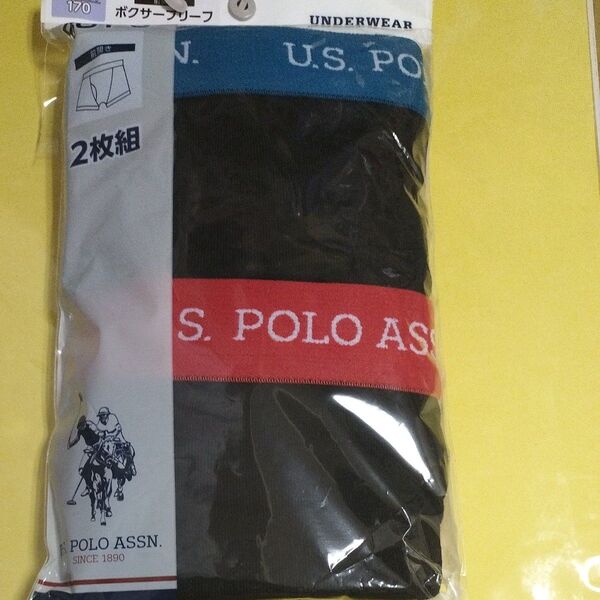 170
ボクサーブリーフ
UNDERWEAR
前開き
N. U.S. PO
2枚組
S. POLO ASS
POLO ASSN.
SINCE 1890